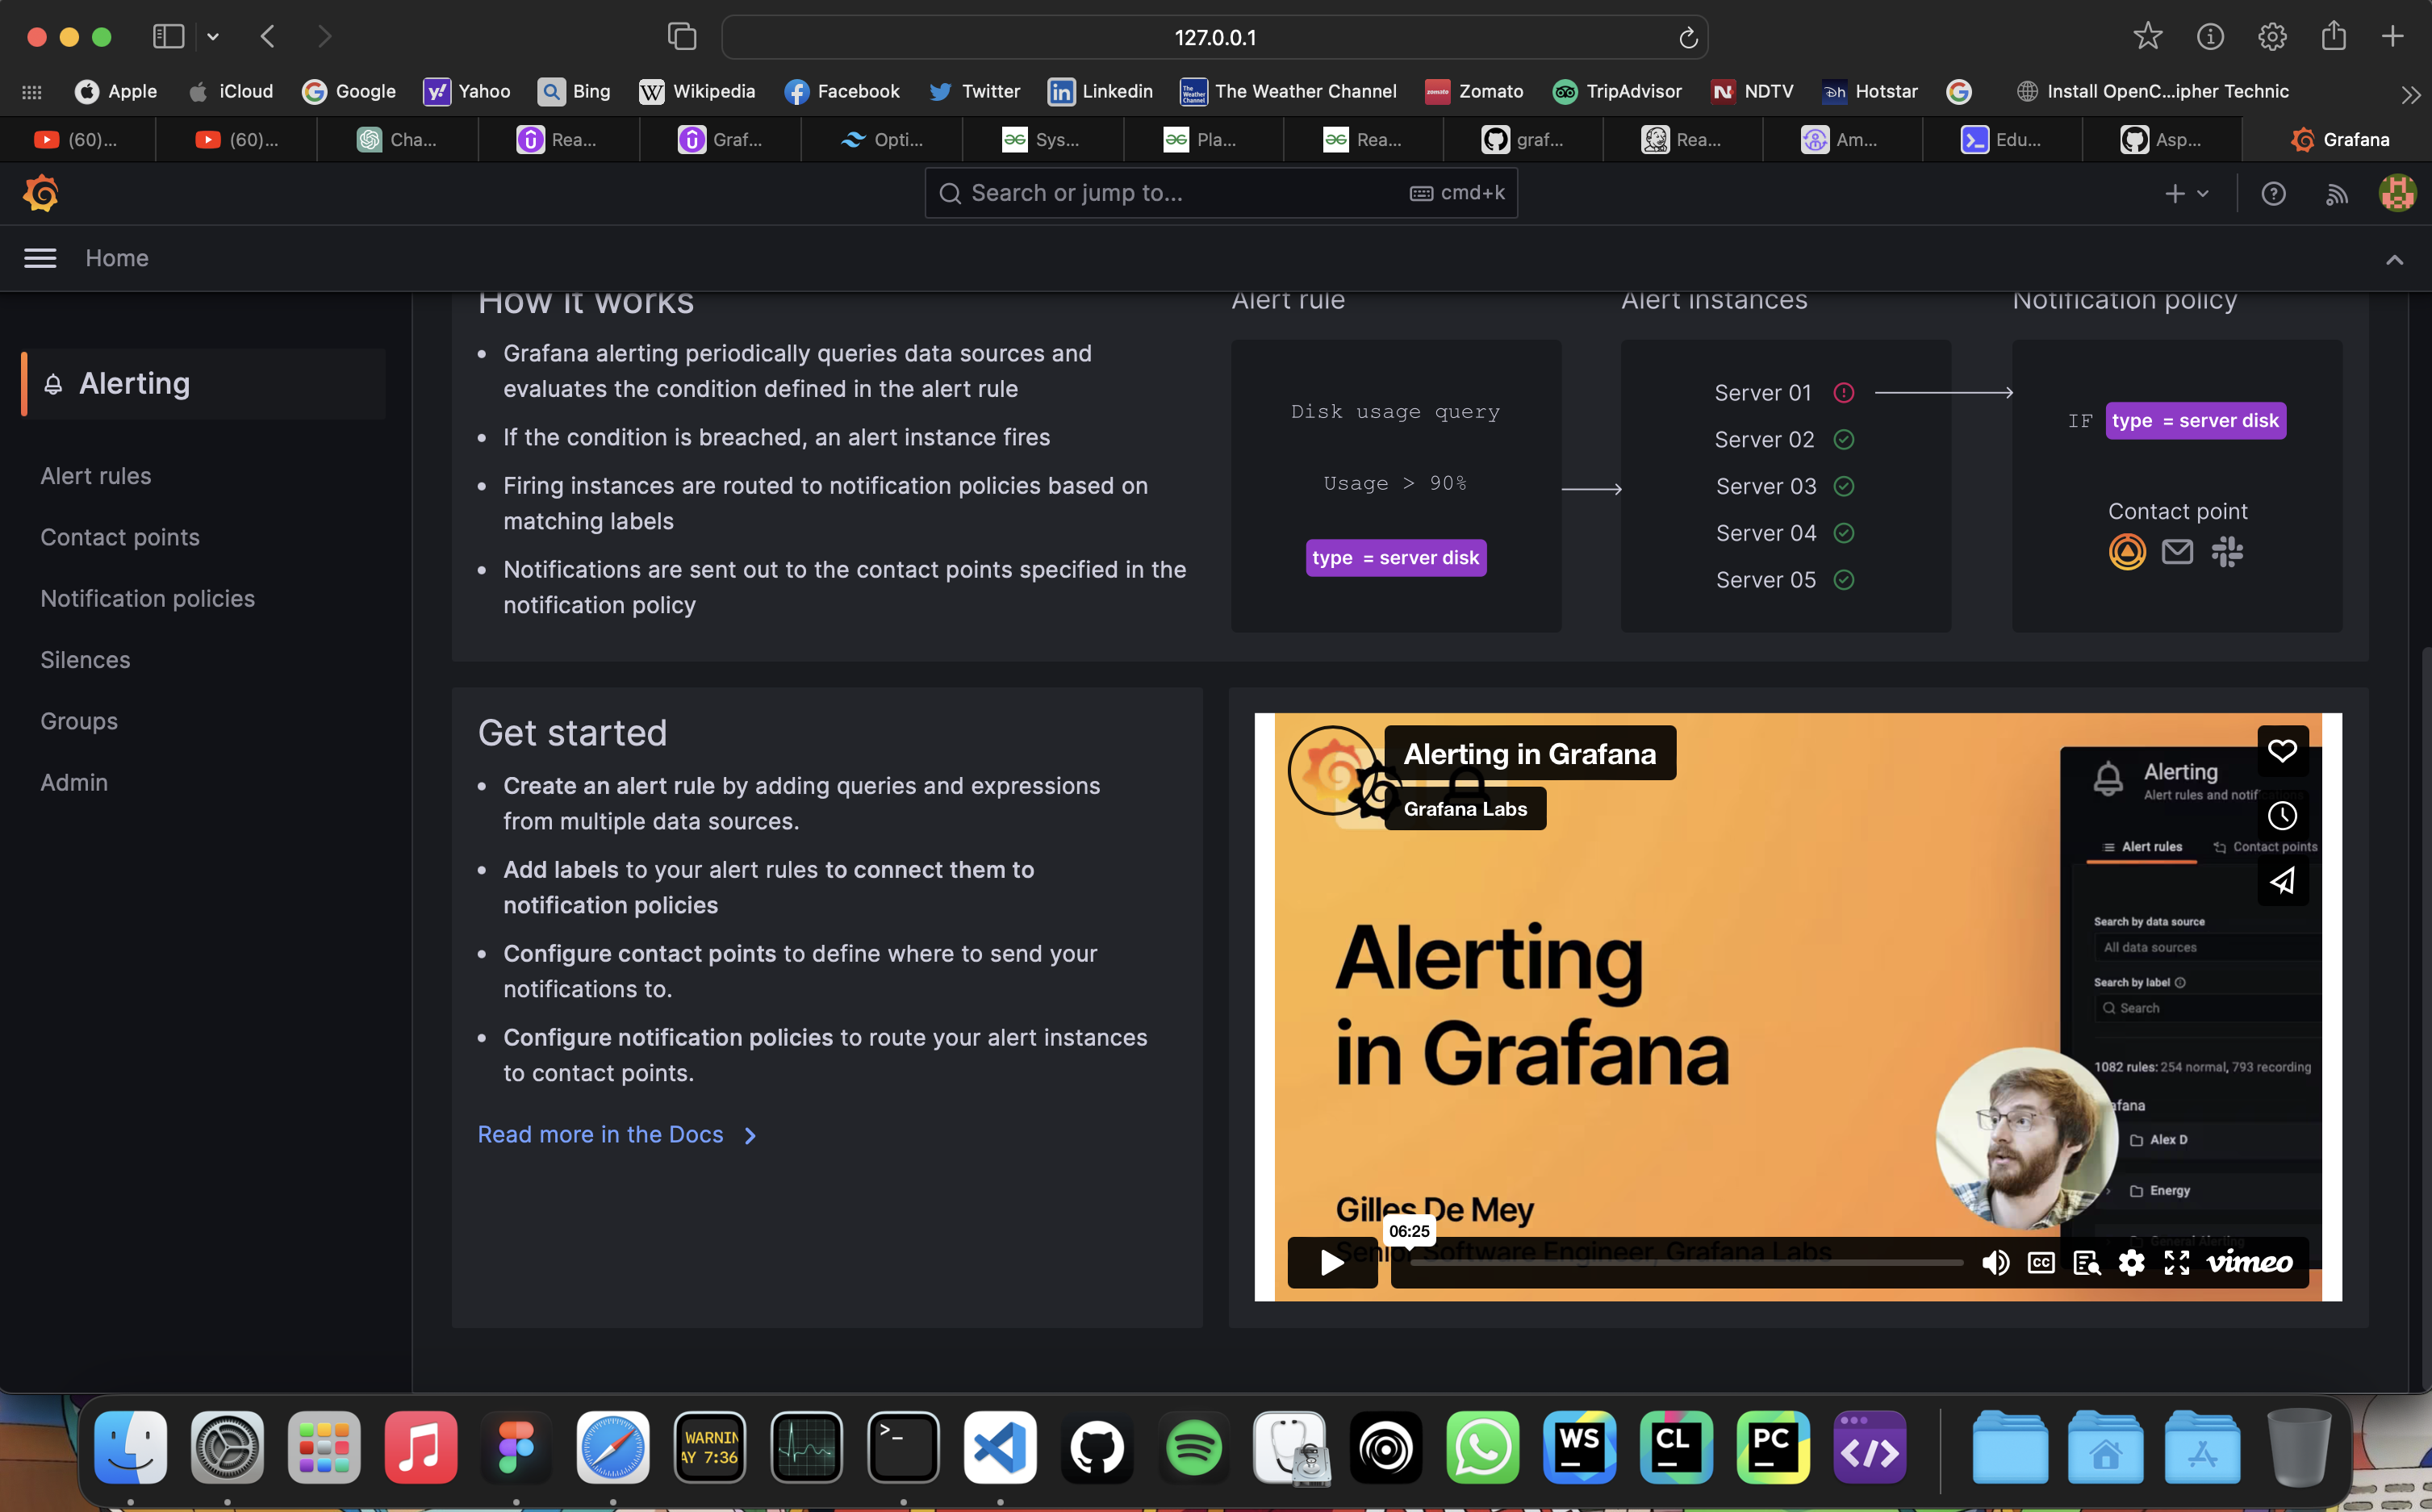 127.0.0.1
Apple
iCloud
Google
Yahoo
Bing
Wikipedia
Facebook
Twitter
Linkedin
The Weather Channel
Zomato
TripAdvisor
NDTV
Hotstar
Install OpenC...ipher Technic
(60)...
(60)...
Cha...
Rea...
Graf...
Opti...
Sys...
Pla...
Rea...
graf...
Rea...
Am...
Edu...
Asp...
Grafana
Search or jump to...
cmd+k
Home
Alerting
Alert rules
Contact points
Notification policies
Silences
Groups
Admin
How it works
Grafana alerting periodically queries data sources and
evaluates the condition defined in the alert rule
If the condition is breached, an alert instance fires
Firing instances are routed to notification policies based on
matching labels
Notifications are sent out to the contact points specified in the
notification policy
Alert rule
Disk usage query
Usage > 90%
type = server disk
Alert instances
Server 01
Server 02
Server 03
Server 04
Server 05
Notification policy
IF type = server disk
Contact point
Get started
Create an alert rule by adding queries and expressions
from multiple data sources.
Add labels to your alert rules to connect them to
notification policies
Configure contact points to define where to send your
notifications to.
Configure notification policies to route your alert instances
to contact points.
Read more in the Docs
Alerting in Grafana
Grafana Labs
Alerting
in Grafana
Gilles De Mey
Senior Software Engineer, Grafana Labs
06:25
CC
vimeo
Alerting
Alert rules and notifi
Alert rules
Contact points
Search by data source
All data sources
Search by label
Search
1082 rules: 254 normal, 793 recording
afana
Alex D
Energy
General Alerting
WARNIN
AY 7:36
WS
CL
PC